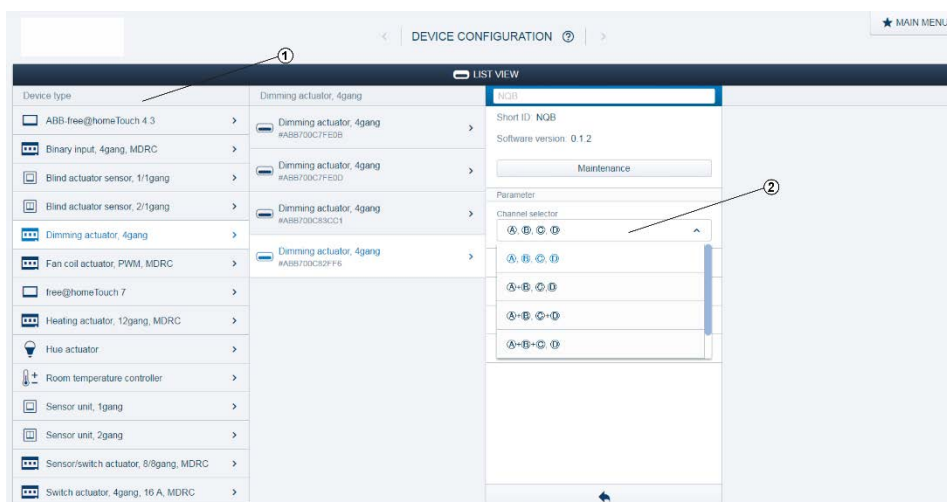 DEVICE CONFIGURATION ?
★ MAIN MENU
①
LIST VIEW
Device type
ABB-free@homeTouch 4.3
Binary input, 4gang, MDRC
Blind actuator sensor, 1/1gang
Blind actuator sensor, 2/1gang
Dimming actuator, 4gang
Fan coil actuator, PWM, MDRC
free@homeTouch 7
Heating actuator, 12gang, MDRC
Hue actuator
Room temperature controller
Sensor unit, 1gang
Sensor unit, 2gang
Sensor/switch actuator, 8/8gang, MDRC
Switch actuator, 4gang, 16 A, MDRC
Dimming actuator, 4gang
Dimming actuator, 4gang
#ABB700C7FE0B
Dimming actuator, 4gang
#ABB700C7FE0D
Dimming actuator, 4gang
#ABB700C83CC1
Dimming actuator, 4gang
#ABB700C82FF6
NQB
Short ID: NQB
Software version: 0.1.2
Maintenance
Parameter
②
Channel selector
Ⓐ, Ⓑ, Ⓒ, Ⓓ
Ⓐ, Ⓑ, Ⓒ, Ⓓ
Ⓐ+Ⓑ, Ⓒ,Ⓓ
Ⓐ+Ⓑ, Ⓒ+Ⓓ
Ⓐ+Ⓑ+Ⓒ, Ⓓ